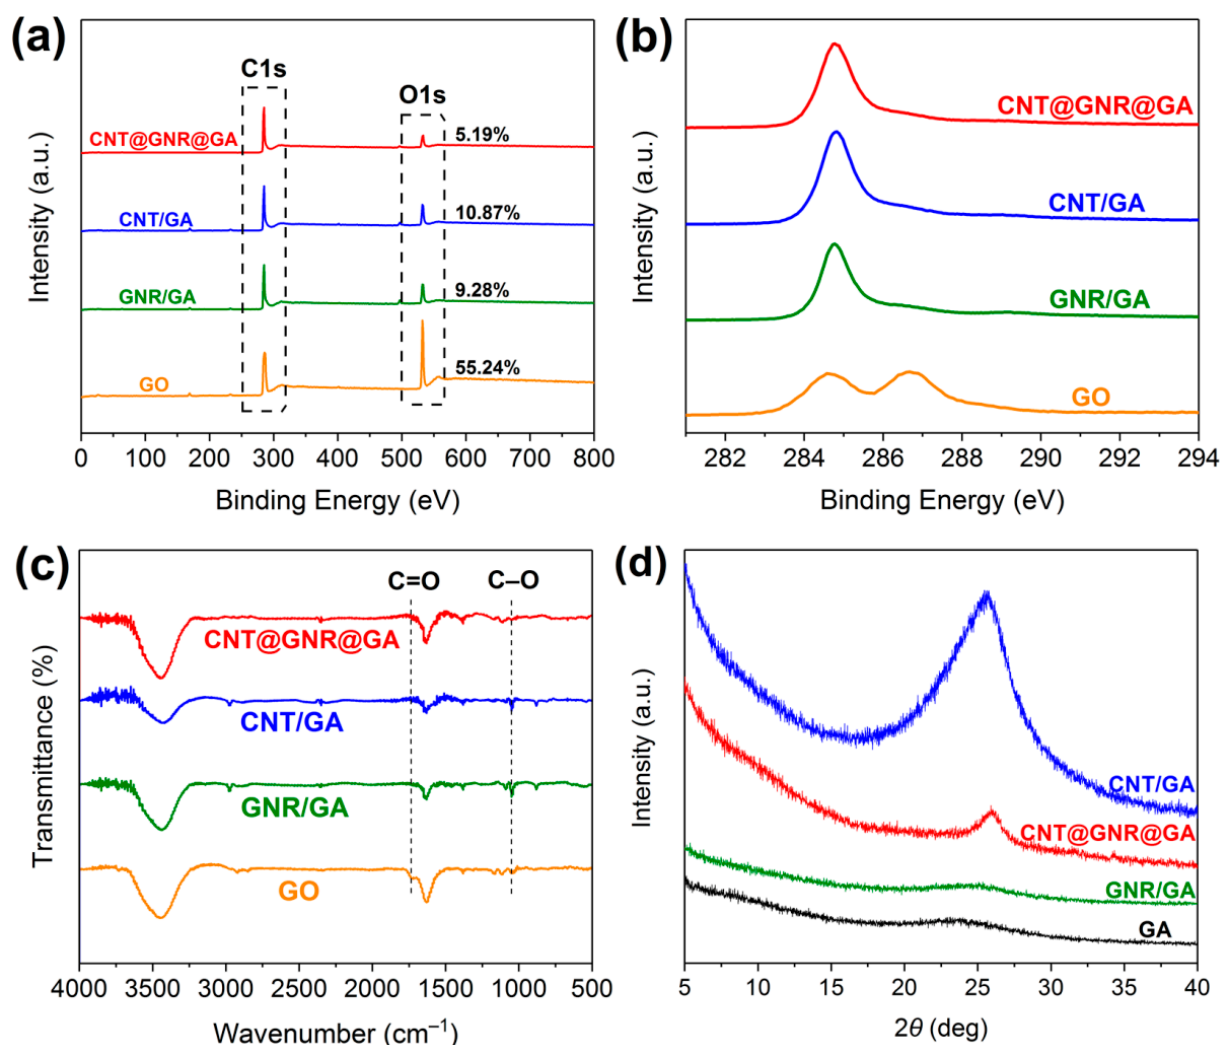 (a)
C1s
O1s
CNT@GNR@GA
5.19%
CNT/GA
10.87%
GNR/GA
9.28%
GO
55.24%
Intensity (a.u.)
0 100 200 300 400 500 600 700 800
Binding Energy (eV)
(b)
CNT@GNR@GA
CNT/GA
GNR/GA
GO
Intensity (a.u.)
282 284 286 288 290 292 294
Binding Energy (eV)
(c)
C=O
C–O
CNT@GNR@GA
CNT/GA
GNR/GA
GO
Transmittance (%)
4000 3500 3000 2500 2000 1500 1000 500
Wavenumber (cm⁻¹)
(d)
CNT/GA
CNT@GNR@GA
GNR/GA
GA
Intensity (a.u.)
5 10 15 20 25 30 35 40
2θ (deg)